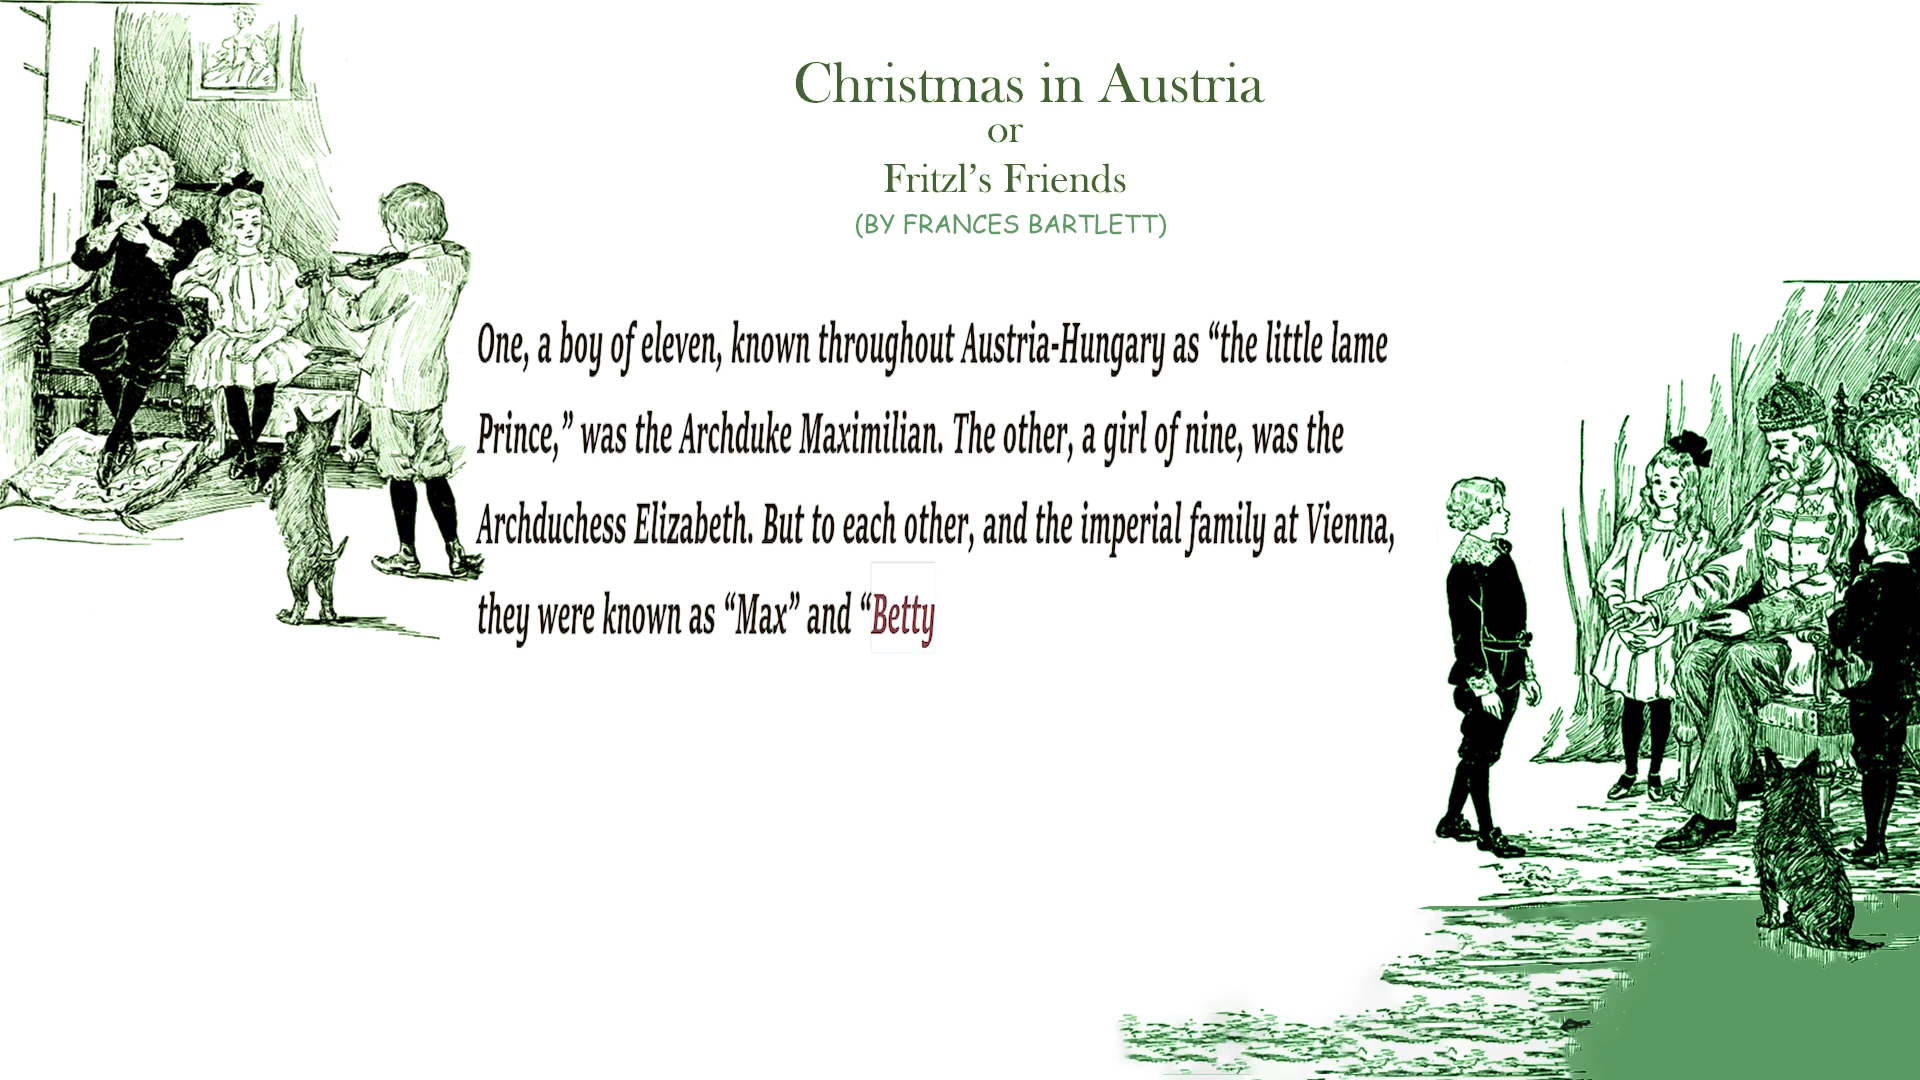 Christmas in Austria
or
Fritzl’s Friends
(BY FRANCES BARTLETT)
One, a boy of eleven, known throughout Austria-Hungary as “the little lame
Prince,” was the Archduke Maximilian. The other, a girl of nine, was the
Archduchess Elizabeth. But to each other, and the imperial family at Vienna,
they were known as “Max” and “Betty